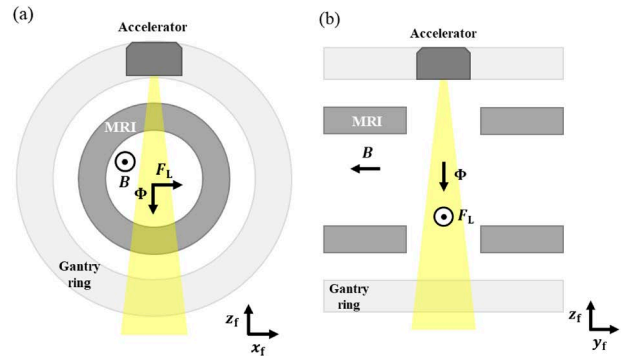 (a)
Accelerator
MRI
B
F_L
Φ
Gantry
ring
z_f
x_f
(b)
Accelerator
MRI
B
Φ
F_L
Gantry
ring
z_f
y_f